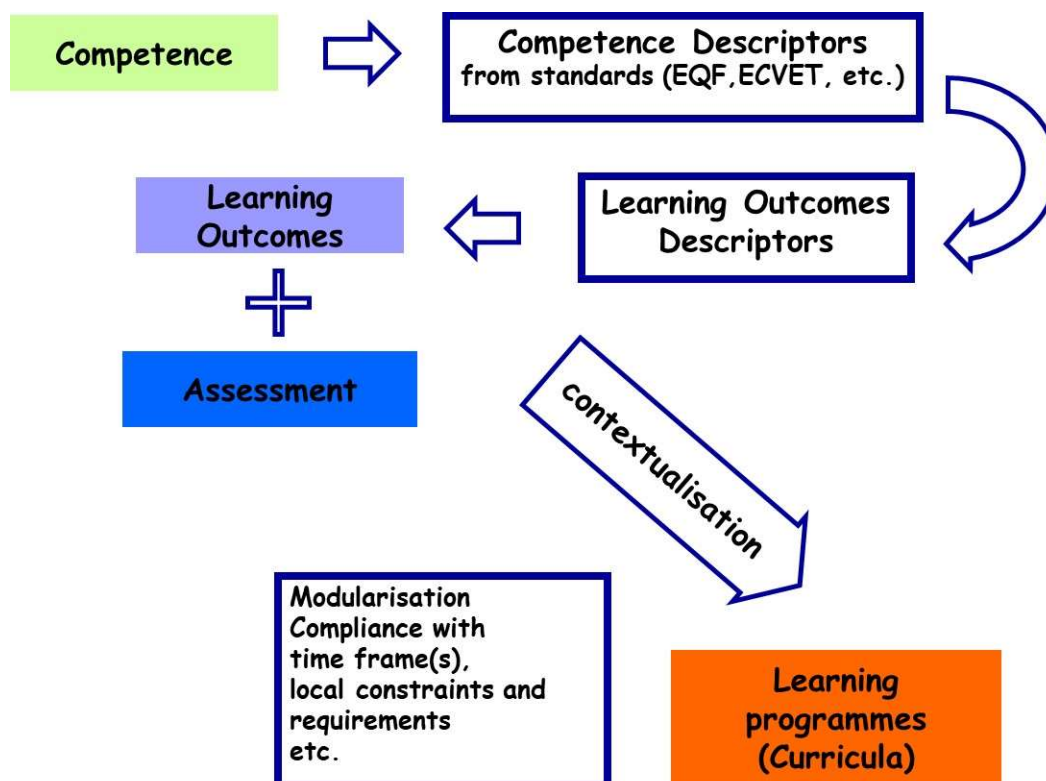 Competence
Competence Descriptors
from standards (EQF,ECVET, etc.)
Learning
Outcomes
Learning Outcomes
Descriptors
Assessment
contextualisation
Modularisation
Compliance with
time frame(s),
local constraints and
requirements
etc.
Learning
programmes
(Curricula)